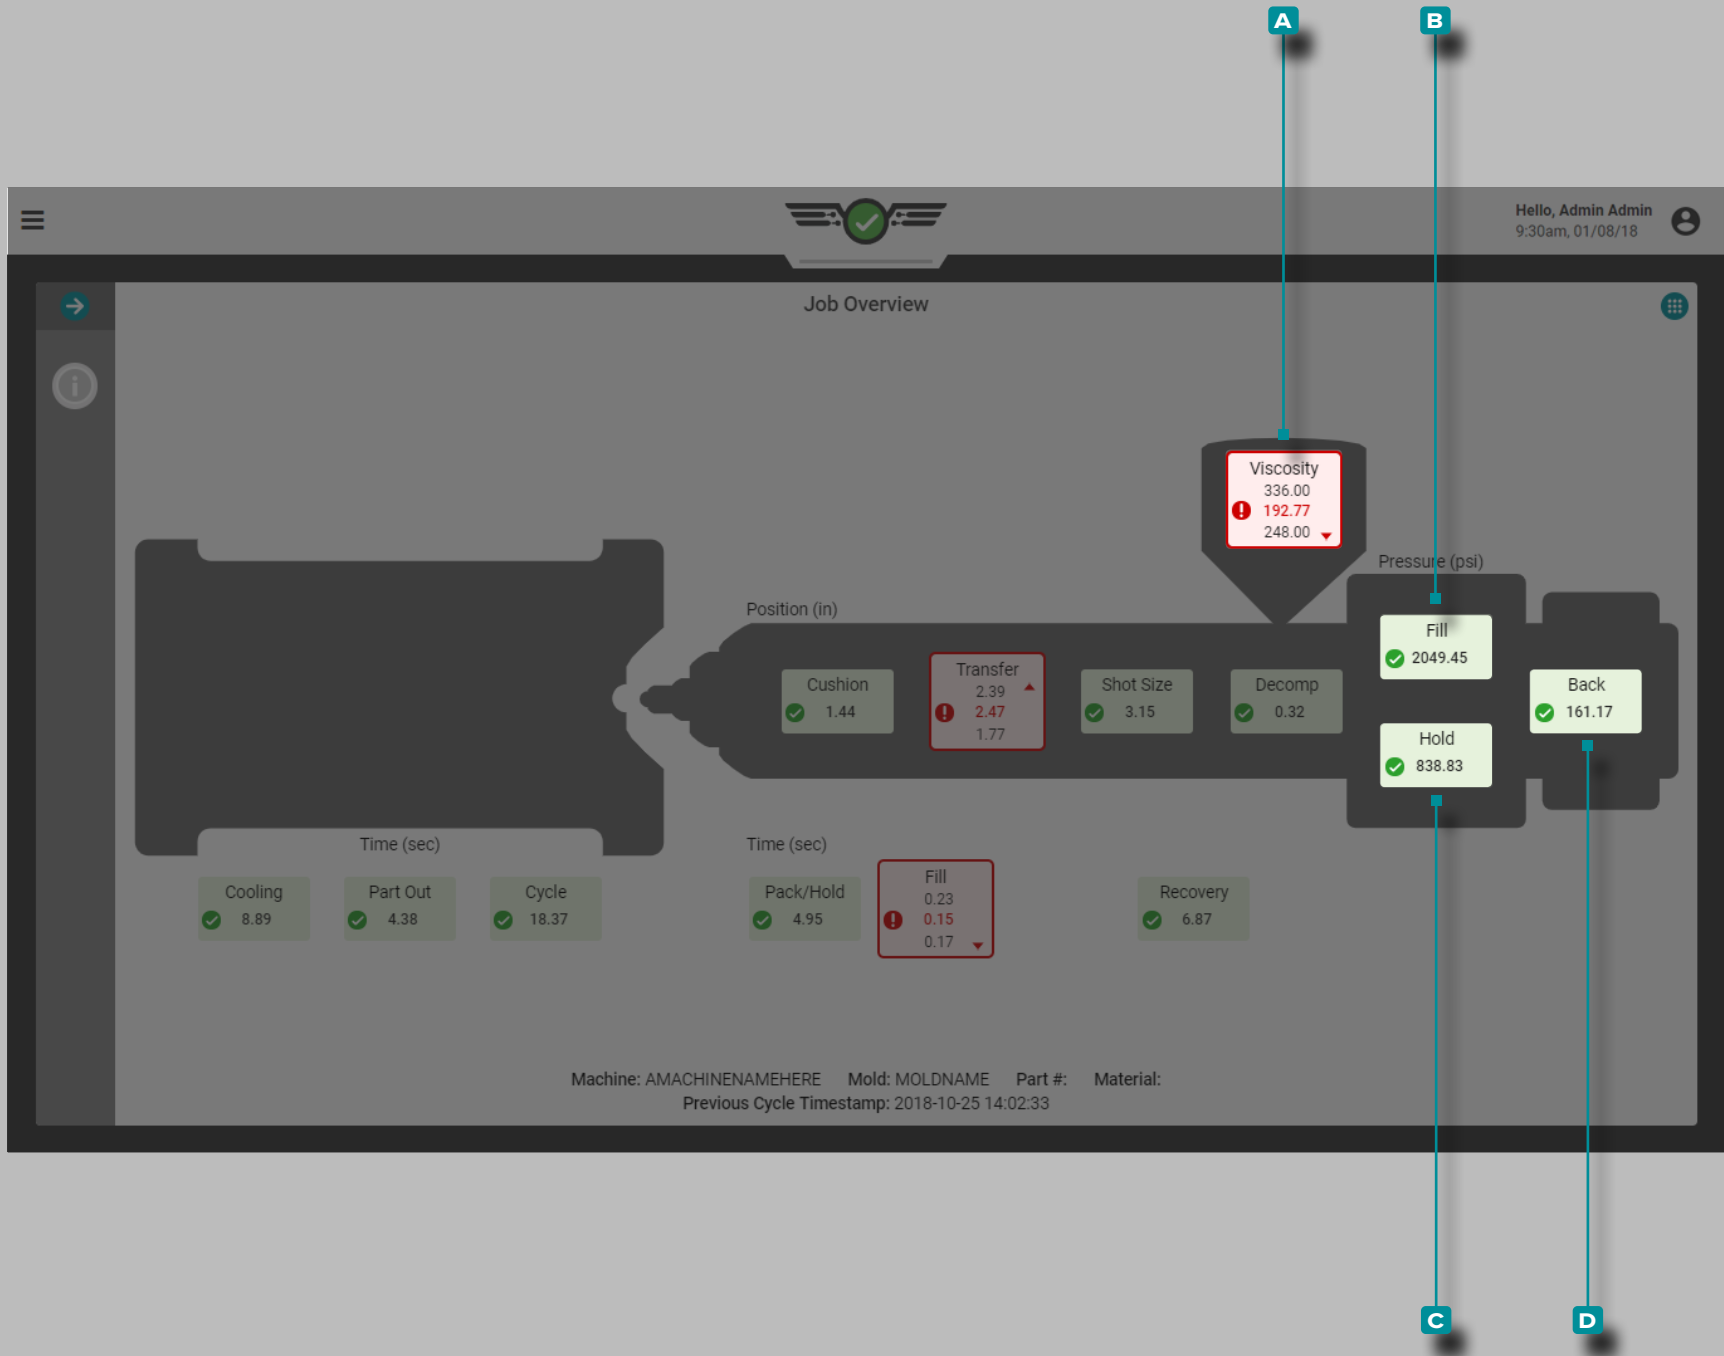 A
B
Hello, Admin Admin
9:30am, 01/08/18
Job Overview
Viscosity
336.00
192.77
248.00
Pressure (psi)
Position (in)
Fill
2049.45
Cushion
1.44
Transfer
2.39
2.47
1.77
Shot Size
3.15
Decomp
0.32
Back
161.17
Hold
838.83
Time (sec)
Time (sec)
Cooling
8.89
Part Out
4.38
Cycle
18.37
Pack/Hold
4.95
Fill
0.23
0.15
0.17
Recovery
6.87
Machine: AMACHINENAMEHERE Mold: MOLDNAME Part #: Material:
Previous Cycle Timestamp: 2018-10-25 14:02:33
C
D